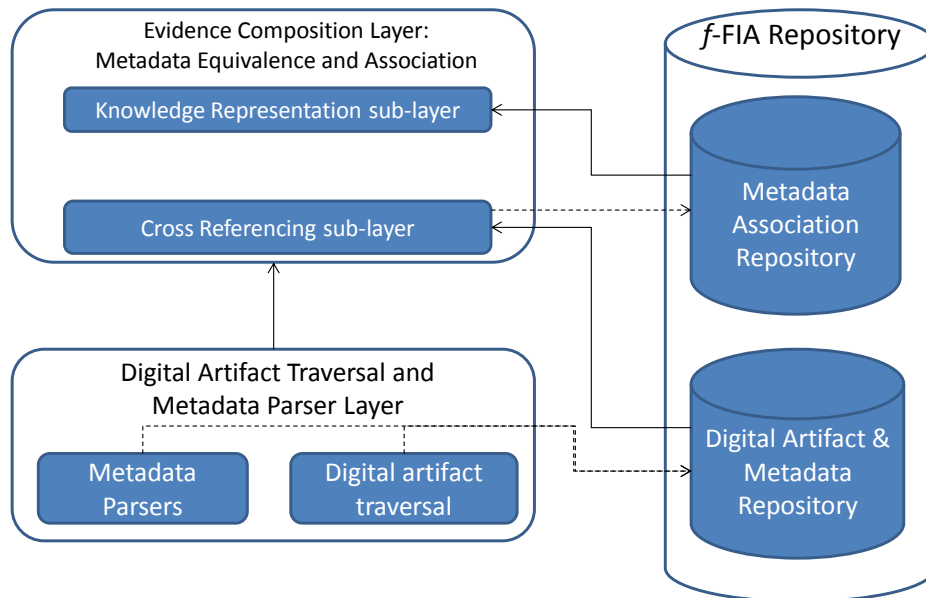 Evidence Composition Layer:
Metadata Equivalence and Association
Knowledge Representation sub-layer
Cross Referencing sub-layer
Digital Artifact Traversal and
Metadata Parser Layer
Metadata
Parsers
Digital artifact
traversal
f-FIA Repository
Metadata
Association
Repository
Digital Artifact &
Metadata
Repository